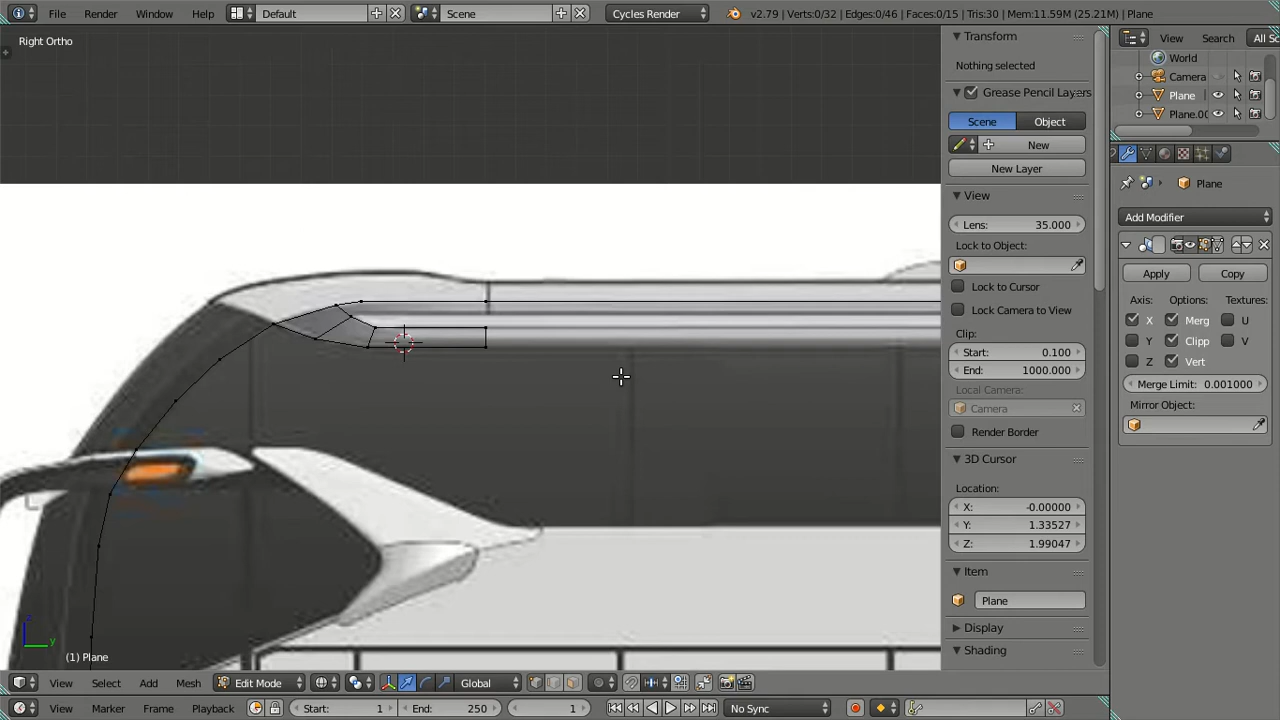 File Render Window Help Default Scene Cycles Render v2.79 | Verts:0/32 | Edges:0/46 | Faces:0/15 | Tris:30 | Mem:11.59M (25.21M) | Plane
Right Ortho
Transform
Nothing selected
Grease Pencil Layers
Scene Object
New
New Layer
View
Lens: 35.000
Lock to Object:
Lock to Cursor
Lock Camera to View
Clip:
Start: 0.100
End: 1000.000
Local Camera:
Camera
Render Border
3D Cursor
Location:
X: -0.00000
Y: 1.33527
Z: 1.99047
Item
Plane
Display
Shading
View Search All Sc
World
Camera
Plane
Plane.00
Plane
Add Modifier
Apply Copy
Axis: Options: Textures:
X Merg U
Y Clipp V
Z Vert
Merge Limit: 0.001000
Mirror Object:
z
y
(1) Plane
View Select Add Mesh Edit Mode Global
View Marker Frame Playback Start: 1 End: 250 1 No Sync